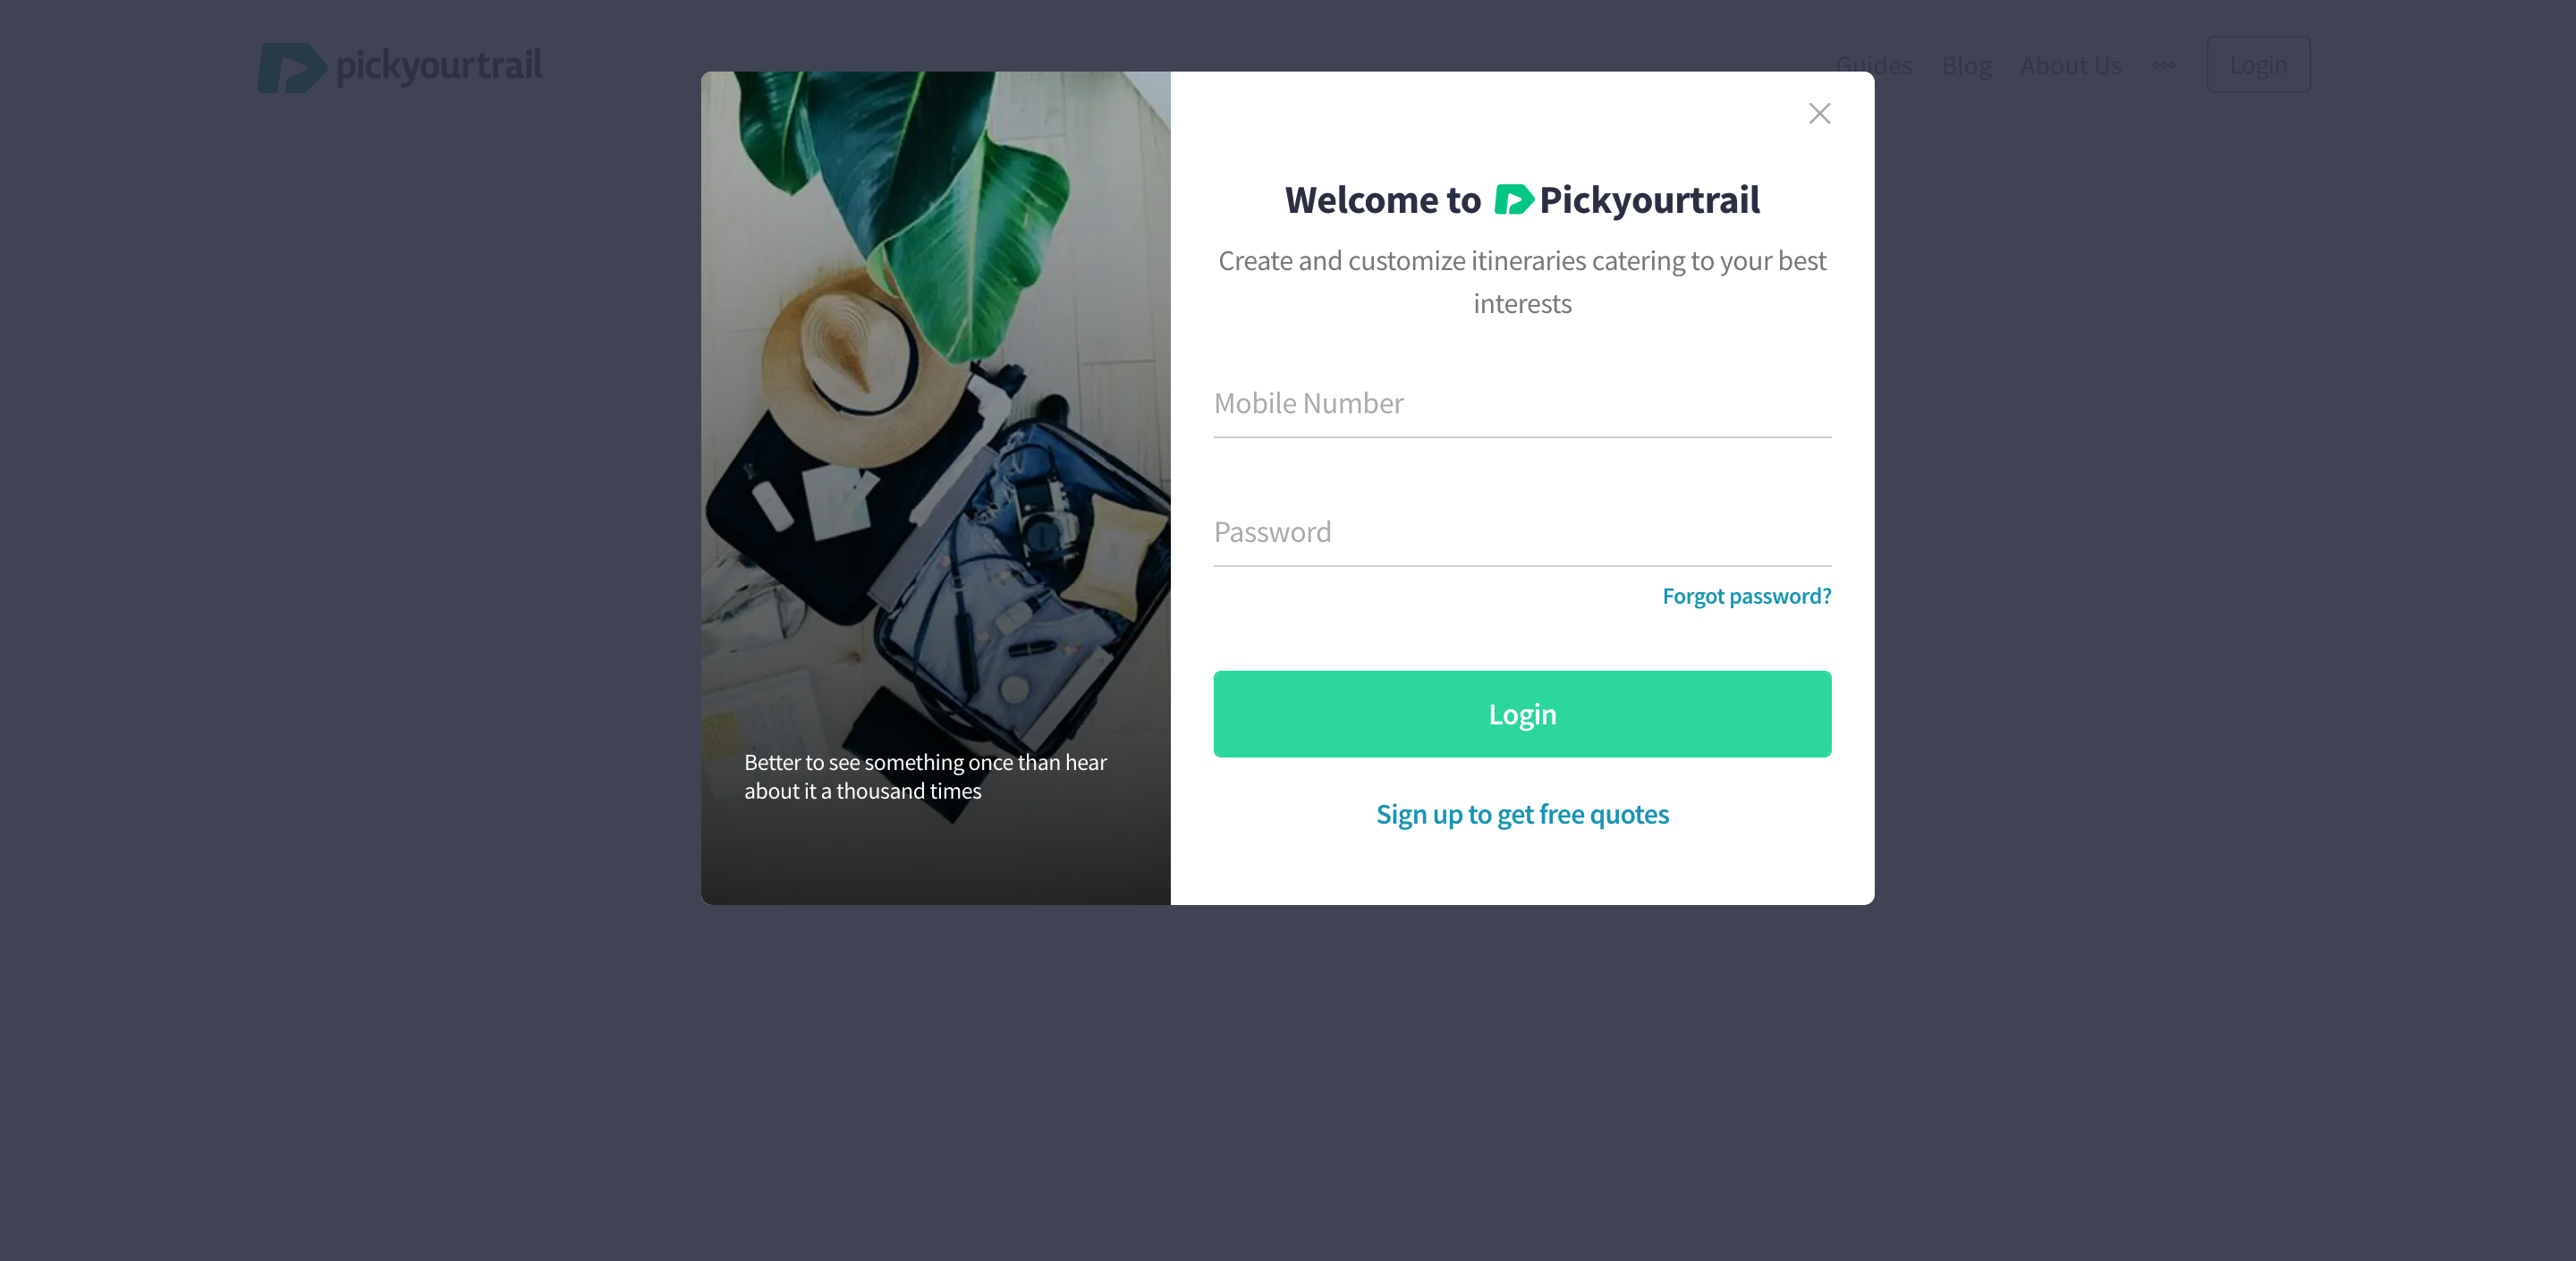 pickyourtrail
Guides Blog About Us Login
Welcome to Pickyourtrail
Create and customize itineraries catering to your best
interests
Mobile Number
Password
Forgot password?
Login
Sign up to get free quotes
Better to see something once than hear
about it a thousand times